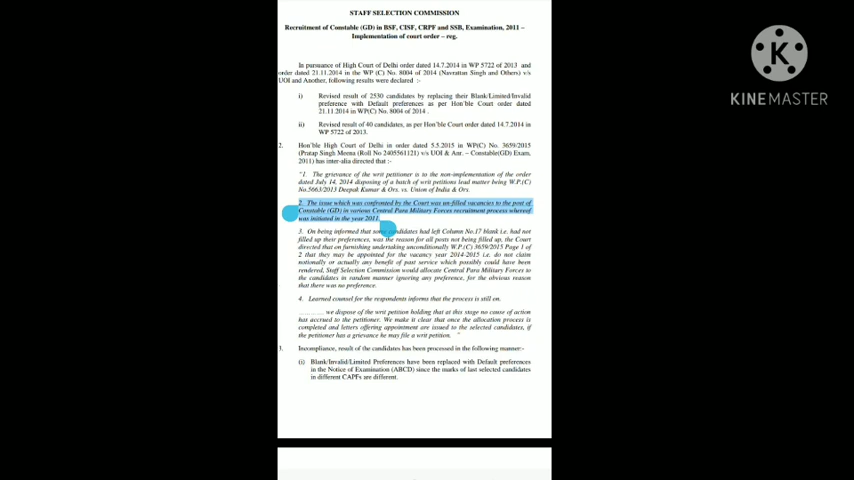 STAFF SELECTION COMMISSION
Recruitment of Constable (GD) in BSF, CISF, CRPF and SSB, Examination, 2011 –
Implementation of court order – reg.
In pursuance of High Court of Delhi order dated 14.7.2014 in WP 5722 of 2013 and
order dated 21.11.2014 in the WP (C) No. 8004 of 2014 (Navrattan Singh and Others) v/s
UOI and Another, following results were declared :-
i) Revised result of 2530 candidates by replacing their Blank/Limited/Invalid
preference with Default preferences as per Hon'ble Court order dated
21.11.2014 in WP(C) No. 8004 of 2014 .
ii) Revised result of 40 candidates, as per Hon'ble Court order dated 14.7.2014 in
WP 5722 of 2013.
2. Hon'ble High Court of Delhi in order dated 5.5.2015 in WP(C) No. 3659/2015
(Pratap Singh Meena (Roll No 2405561121) v/s UOI & Anr. – Constable(GD) Exam,
2011) has inter-alia directed that :-
"1. The grievance of the writ petitioner is to the non-implementation of the order
dated July 14, 2014 disposing of a batch of writ petitions lead matter being W.P.(C)
No.5663/2013 Deepak Kumar & Ors. vs. Union of India & Ors.
2. The issue which was confronted by the Court was un-filled vacancies to the post of
Constable (GD) in various Central Para Military Forces recruitment process whereof
was initiated in the year 2011.
3. On being informed that some candidates had left Column No.17 blank i.e. had not
filled up their preferences, was the reason for all posts not being filled up, the Court
directed that on furnishing undertaking unconditionally W.P.(C) 3659/2015 Page 1 of
2 that they may be appointed for the vacancy year 2014-2015 i.e. do not claim
notionally or actually any benefit of past service which possibly could have been
rendered, Staff Selection Commission would allocate Central Para Military Forces to
the candidates in random manner ignoring any preference, for the obvious reason
that there was no preference.
4. Learned counsel for the respondents informs that the process is still on.
.............. we dispose of the writ petition holding that at this stage no cause of action
has accrued to the petitioner. We make it clear that once the allocation process is
completed and letters offering appointment are issued to the selected candidates, if
the petitioner has a grievance he may file a writ petition. "
3. Incompliance, result of the candidates has been processed in the following manner:-
(i) Blank/Invalid/Limited Preferences have been replaced with Default preferences
in the Notice of Examination (ABCD) since the marks of last selected candidates
in different CAPFs are different.
K
KINEMASTER